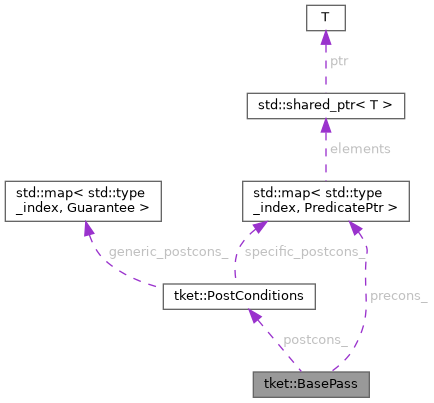 T
ptr
std::shared_ptr< T >
elements
std::map< std::type
_index, Guarantee >
std::map< std::type
_index, PredicatePtr >
generic_postcons_
specific_postcons_
tket::PostConditions
precons_
postcons_
tket::BasePass